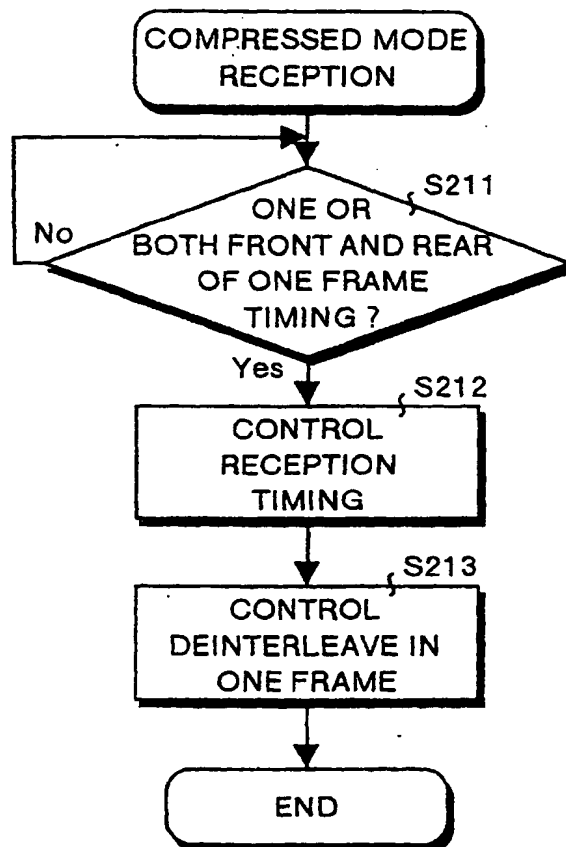 COMPRESSED MODE
RECEPTION
S211
ONE OR
BOTH FRONT AND REAR
OF ONE FRAME
TIMING ?
No
Yes
S212
CONTROL
RECEPTION
TIMING
S213
CONTROL
DEINTERLEAVE IN
ONE FRAME
END